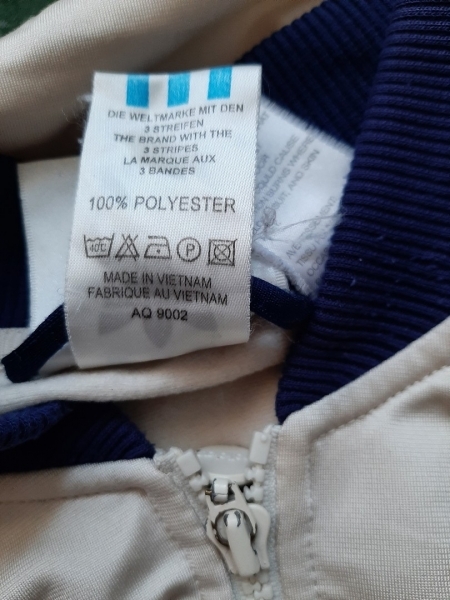 DIE WELTMARKE MIT DEN
3 STREIFEN
THE BRAND WITH THE
3 STRIPES
LA MARQUE AUX
3 BANDES
100% POLYESTER
40°C
P
MADE IN VIETNAM
FABRIQUE AU VIETNAM
AQ 9002